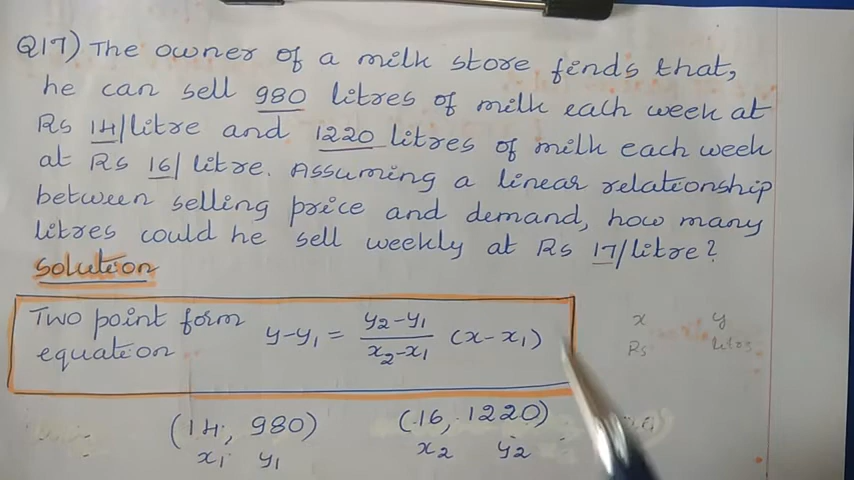 Q17) The owner of a milk store finds that,
he can sell 980 litres of milk each week at
Rs 14/litre and 1220 litres of milk each week
at Rs 16/litre. Assuming a linear relationship
between selling price and demand, how many
litres could he sell weekly at Rs 17/litre?
Solution
Two point form
equation
y-y₁ = y₂-y₁ / x₂-x₁ (x-x₁)
x y
Rs
(14, 980) (16, 1220)
x₁ y₁ x₂ y₂